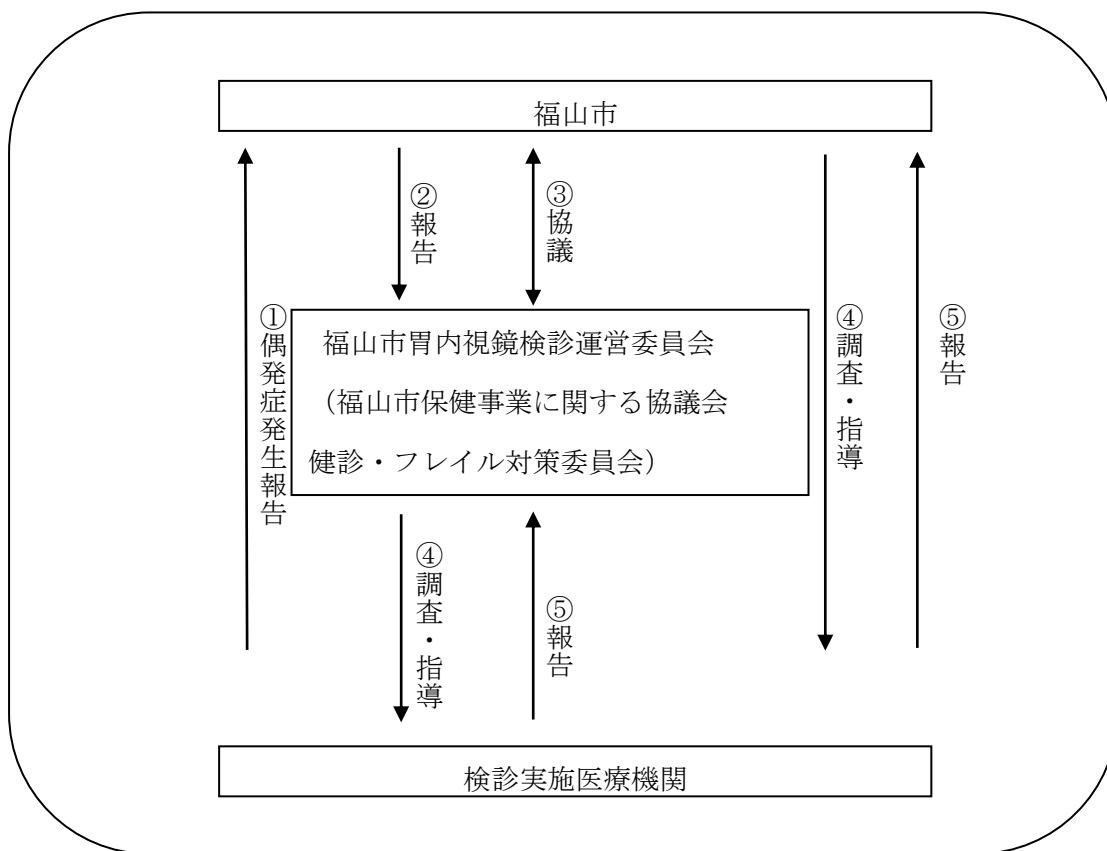 福山市
②報告
③協議
①偶発症発生報告
④調査・指導
⑤報告
福山市胃内視鏡検診運営委員会
(福山市保健事業に関する協議会
健診・フレイル対策委員会)
④調査・指導
⑤報告
検診実施医療機関